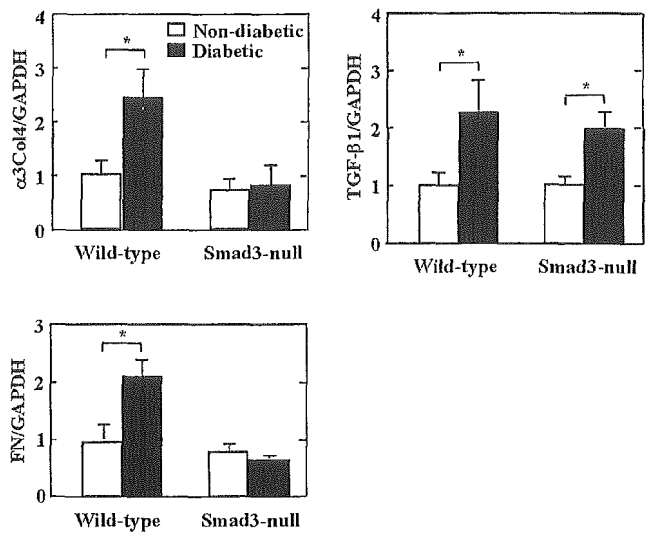 α3Col4/GAPDH
4
3
2
1
0
Non-diabetic
Diabetic
*
Wild-type Smad3-null
TGF-β1/GAPDH
4
3
2
1
0
*
*
Wild-type Smad3-null
FN/GAPDH
3
2
1
0
*
Wild-type Smad3-null